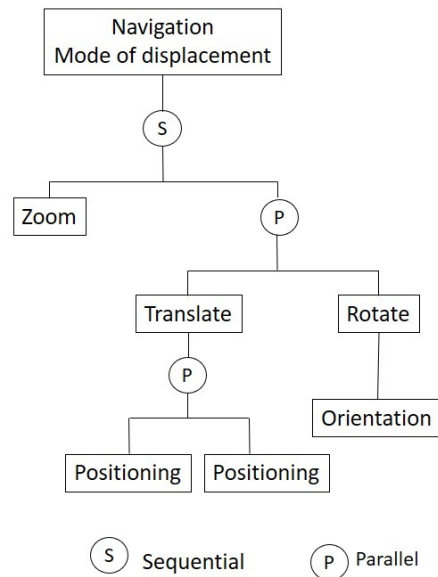 Navigation
Mode of displacement
S
Zoom
P
Translate
Rotate
P
Orientation
Positioning
Positioning
S
Sequential
P
Parallel